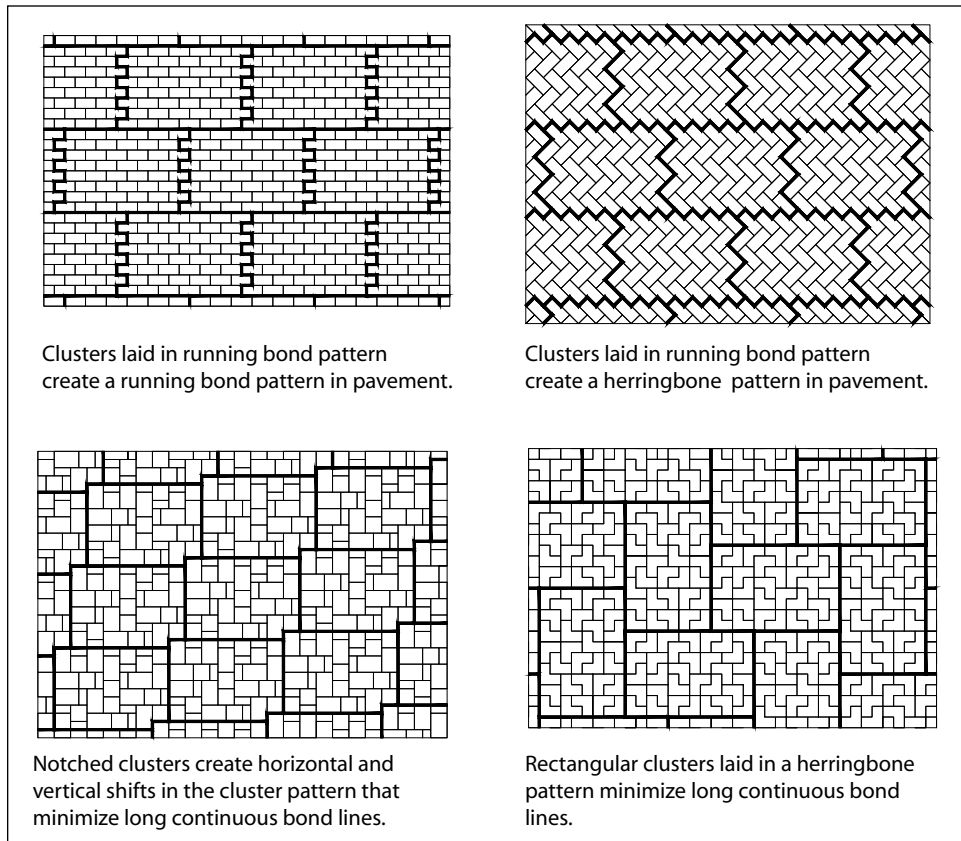 Clusters laid in running bond pattern
create a running bond pattern in pavement.
Clusters laid in running bond pattern
create a herringbone pattern in pavement.
Notched clusters create horizontal and
vertical shifts in the cluster pattern that
minimize long continuous bond lines.
Rectangular clusters laid in a herringbone
pattern minimize long continuous bond
lines.